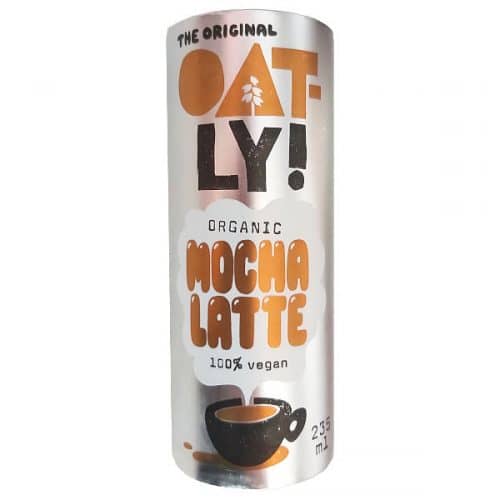 THE ORIGINAL
OAT-
LY!
ORGANIC
MOCHA
LATTE
100% vegan
235
ml